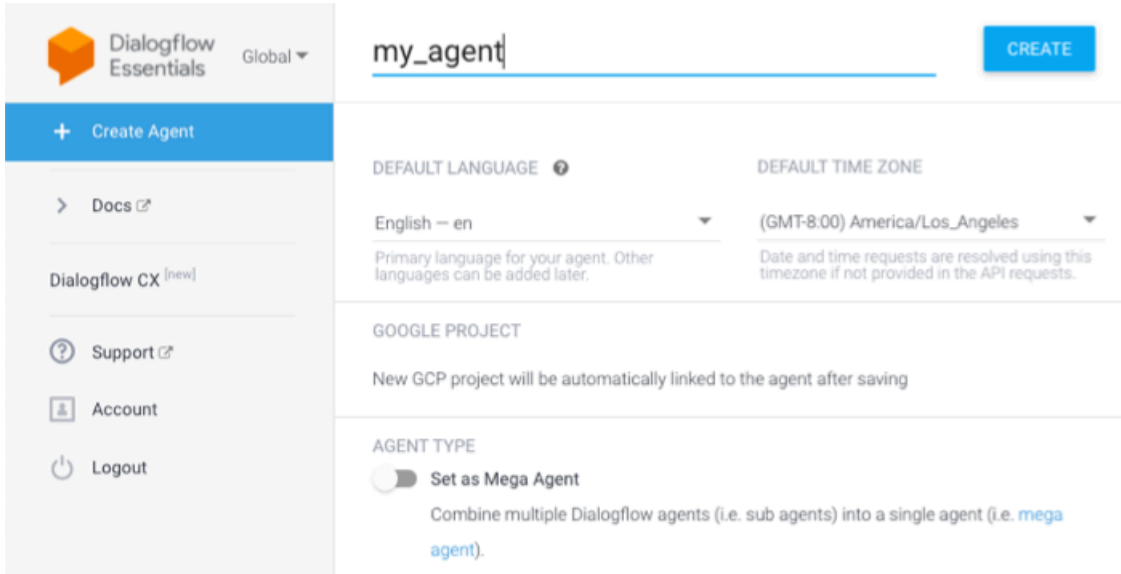 Dialogflow
Essentials
Global
my_agent
CREATE
Create Agent
Docs
Dialogflow CX [new]
Support
Account
Logout
DEFAULT LANGUAGE
English — en
Primary language for your agent. Other
languages can be added later.
DEFAULT TIME ZONE
(GMT-8:00) America/Los_Angeles
Date and time requests are resolved using this
timezone if not provided in the API requests.
GOOGLE PROJECT
New GCP project will be automatically linked to the agent after saving
AGENT TYPE
Set as Mega Agent
Combine multiple Dialogflow agents (i.e. sub agents) into a single agent (i.e. mega
agent).